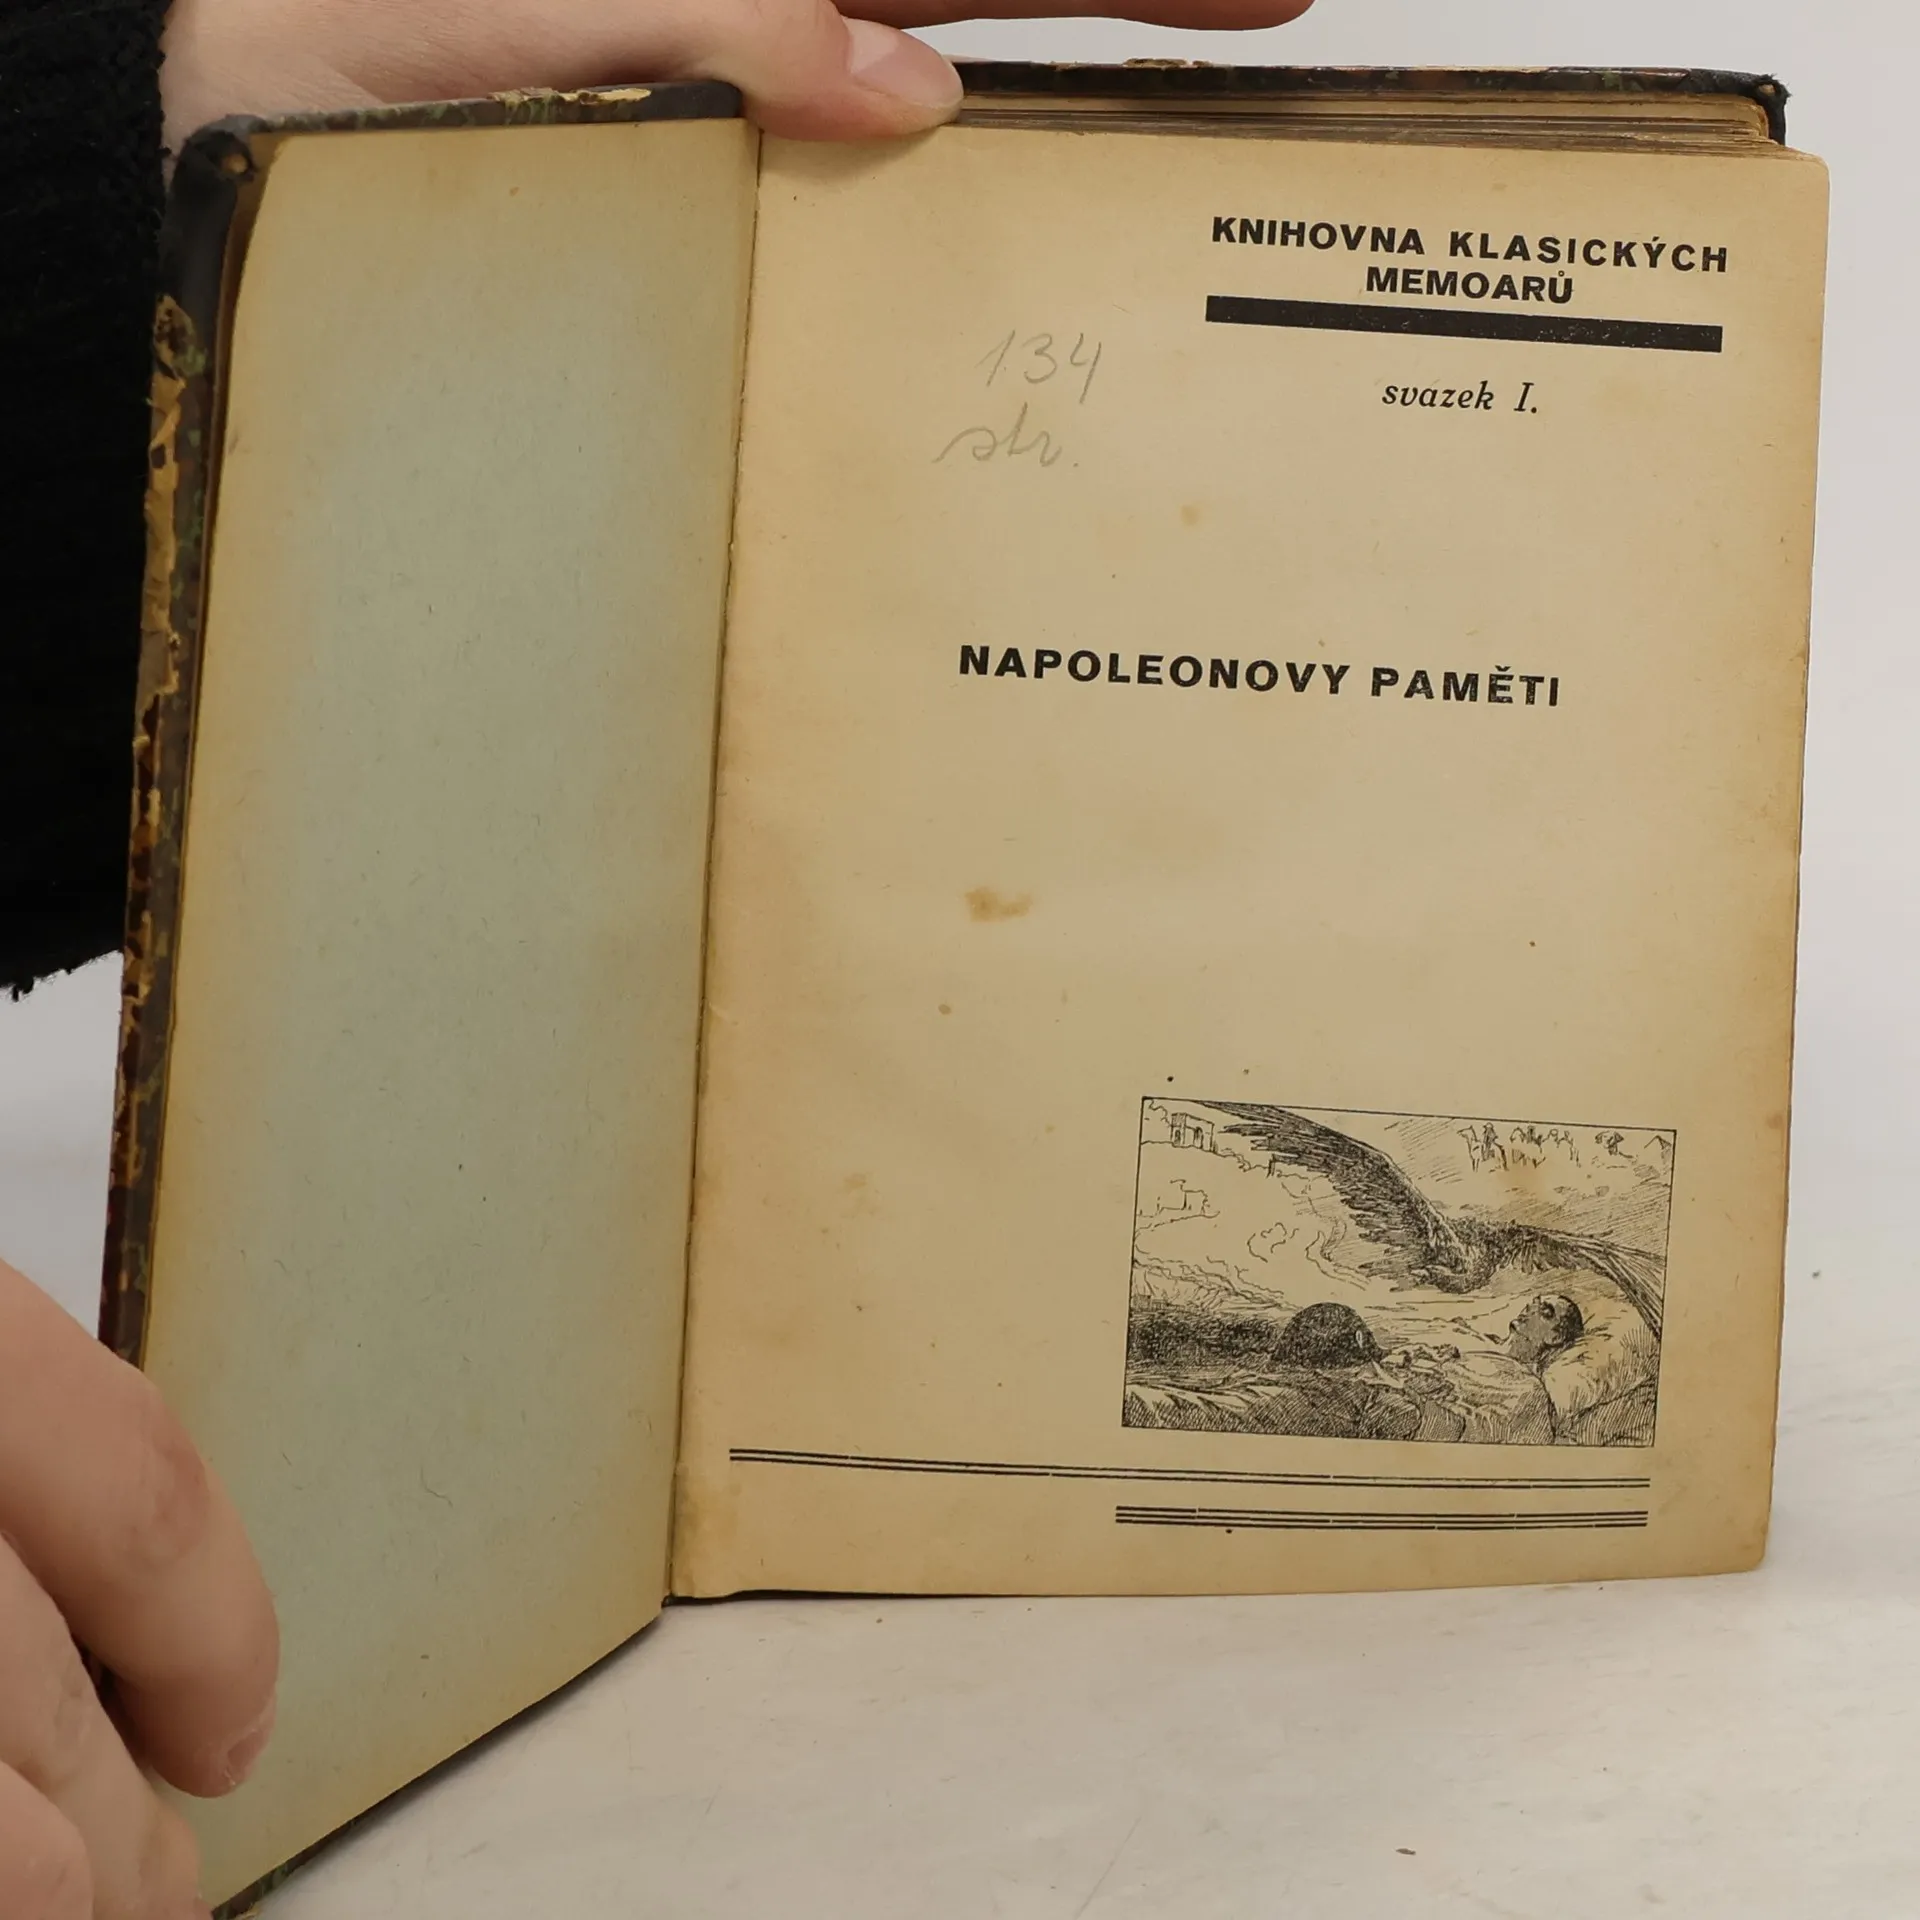 KNIHOVNA KLASICKÝCH
MEMOARŮ
svazek I.
134
str.
NAPOLEONOVY PAMĚTI